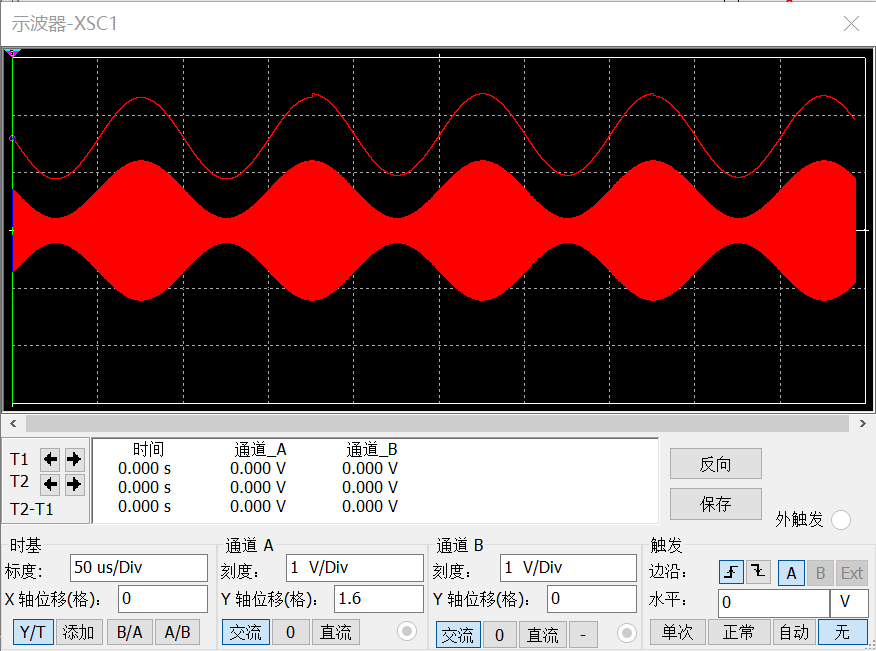 示波器-XSC1
时间 通道_A 通道_B
T1 0.000 s 0.000 V 0.000 V
T2 0.000 s 0.000 V 0.000 V
T2-T1 0.000 s 0.000 V 0.000 V
反向
保存
外触发
时基
标度: 50 us/Div
X 轴位移(格): 0
Y/T 添加 B/A A/B
通道 A
刻度: 1 V/Div
Y 轴位移(格): 1.6
交流 0 直流
通道 B
刻度: 1 V/Div
Y 轴位移(格): 0
交流 0 直流 -
触发
边沿: A B Ext
水平: 0 V
单次 正常 自动 无